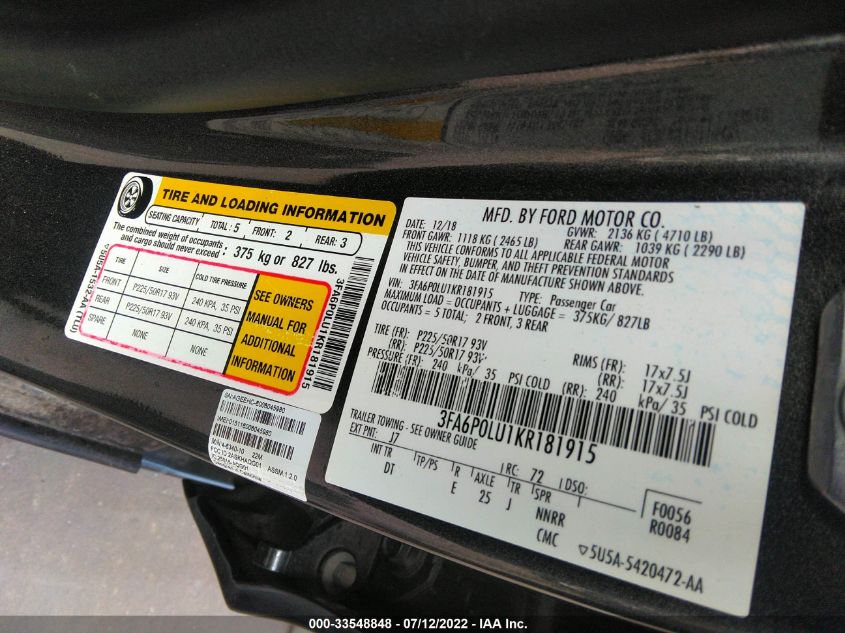 TIRE AND LOADING INFORMATION
SEATING CAPACITY TOTAL: 5 FRONT: 2 REAR: 3
The combined weight of occupants
and cargo should never exceed : 375 kg or 827 lbs.
TIRE SIZE COLD TIRE PRESSURE
FRONT P225/50R17 93V 240 KPA, 35 PSI
REAR P225/50R17 93V 240 KPA, 35 PSI
SPARE NONE NONE
SEE OWNERS
MANUAL FOR
ADDITIONAL
INFORMATION
5U5A-1532-AA (TLU)
3FA6P0LU1KR181915
MFD. BY FORD MOTOR CO.
DATE: 12/18 GVWR: 2136 KG ( 4710 LB)
FRONT GAWR: 1118 KG ( 2465 LB) REAR GAWR: 1039 KG ( 2290 LB)
THIS VEHICLE CONFORMS TO ALL APPLICABLE FEDERAL MOTOR
VEHICLE SAFETY, BUMPER, AND THEFT PREVENTION STANDARDS
IN EFFECT ON THE DATE OF MANUFACTURE SHOWN ABOVE.
VIN: 3FA6P0LU1KR181915 TYPE: Passenger Car
MAXIMUM LOAD = OCCUPANTS + LUGGAGE = 375KG/ 827LB
OCCUPANTS = 5 TOTAL; 2 FRONT, 3 REAR
TIRE (FR): P225/50R17 93V RIMS (FR): 17x7.5J
(RR): P225/50R17 93V (RR): 17x7.5J
PRESSURE (FR): 240 kPa/ 35 PSI COLD (RR): 240 kPa/ 35 PSI COLD
3FA6P0LU1KR181915
TRAILER TOWING - SEE OWNER GUIDE
EXT PNT: J7 RC: 72 DSO:
INT TR TP/PS R AXLE TR SPR
DT E 25 J NNRR
CMC
F0056
R0084
5U5A-5420472-AA
22M
ASSM 1.2.0
000-33548848 - 07/12/2022 - IAA Inc.